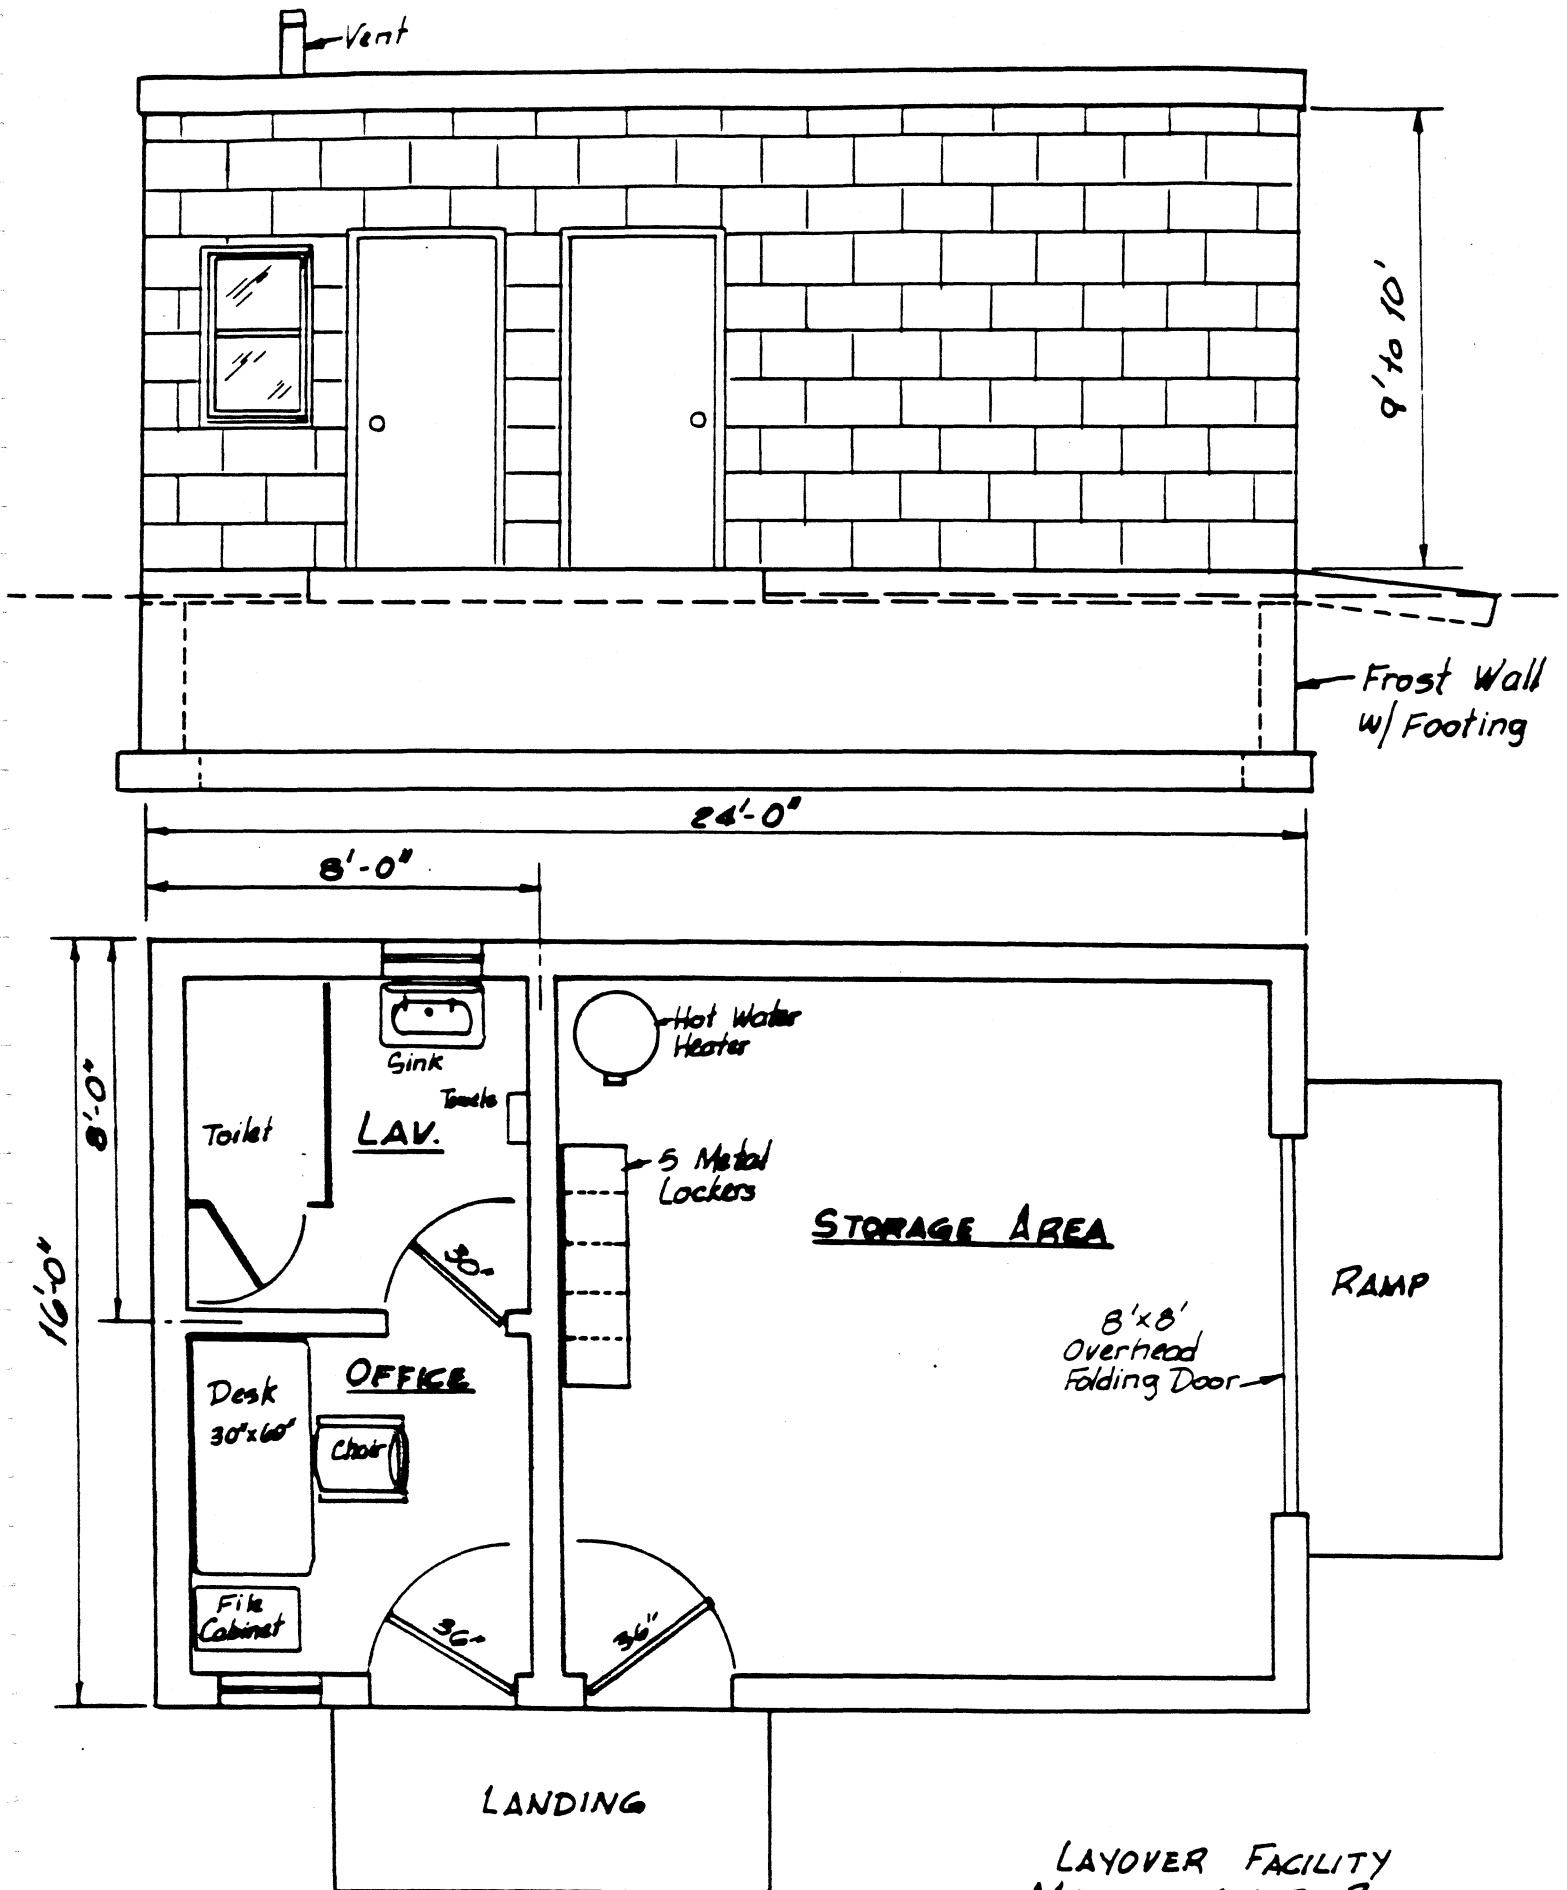 Vent
9' to 10'
Frost Wall
w/ Footing
24'-0"
8'-0"
8'-0"
16'-0"
Sink
Towels
Toilet
LAV.
Hot Water
Heater
5 Metal
Lockers
STORAGE AREA
30"
RAMP
8'x8'
Overhead
Folding Door
OFFICE
Desk
30"x60"
Chair
File
Cabinet
36"
36"
LANDING
LAYOVER FACILITY